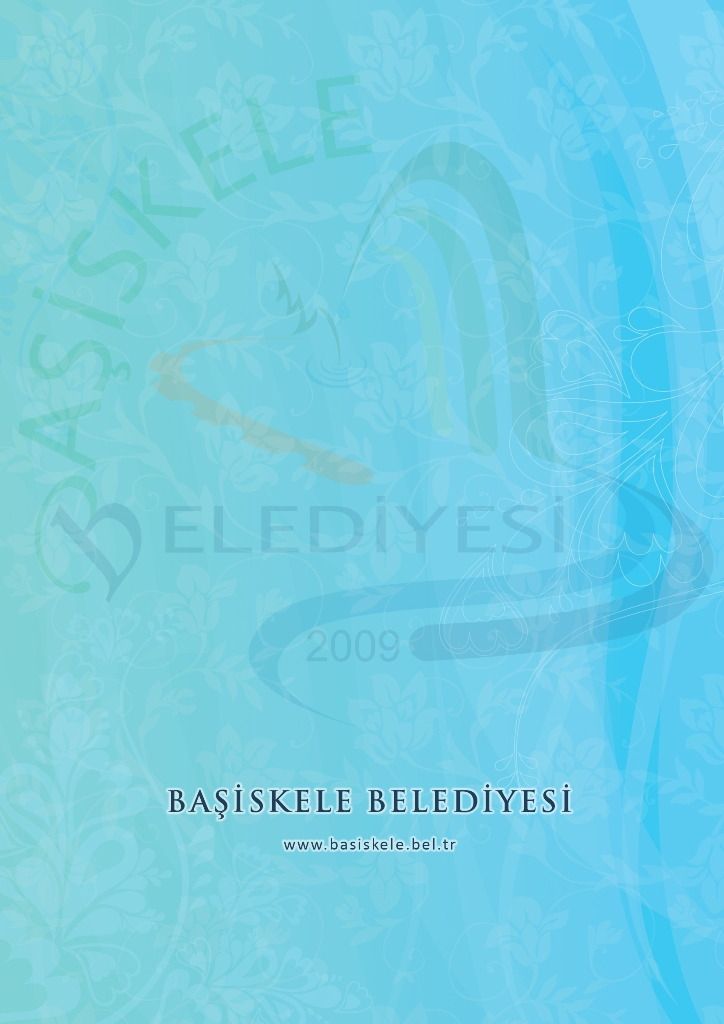 BAŞİSKELE
BELEDİYESİ
2009
BAŞİSKELE BELEDİYESİ
www.basiskele.bel.tr